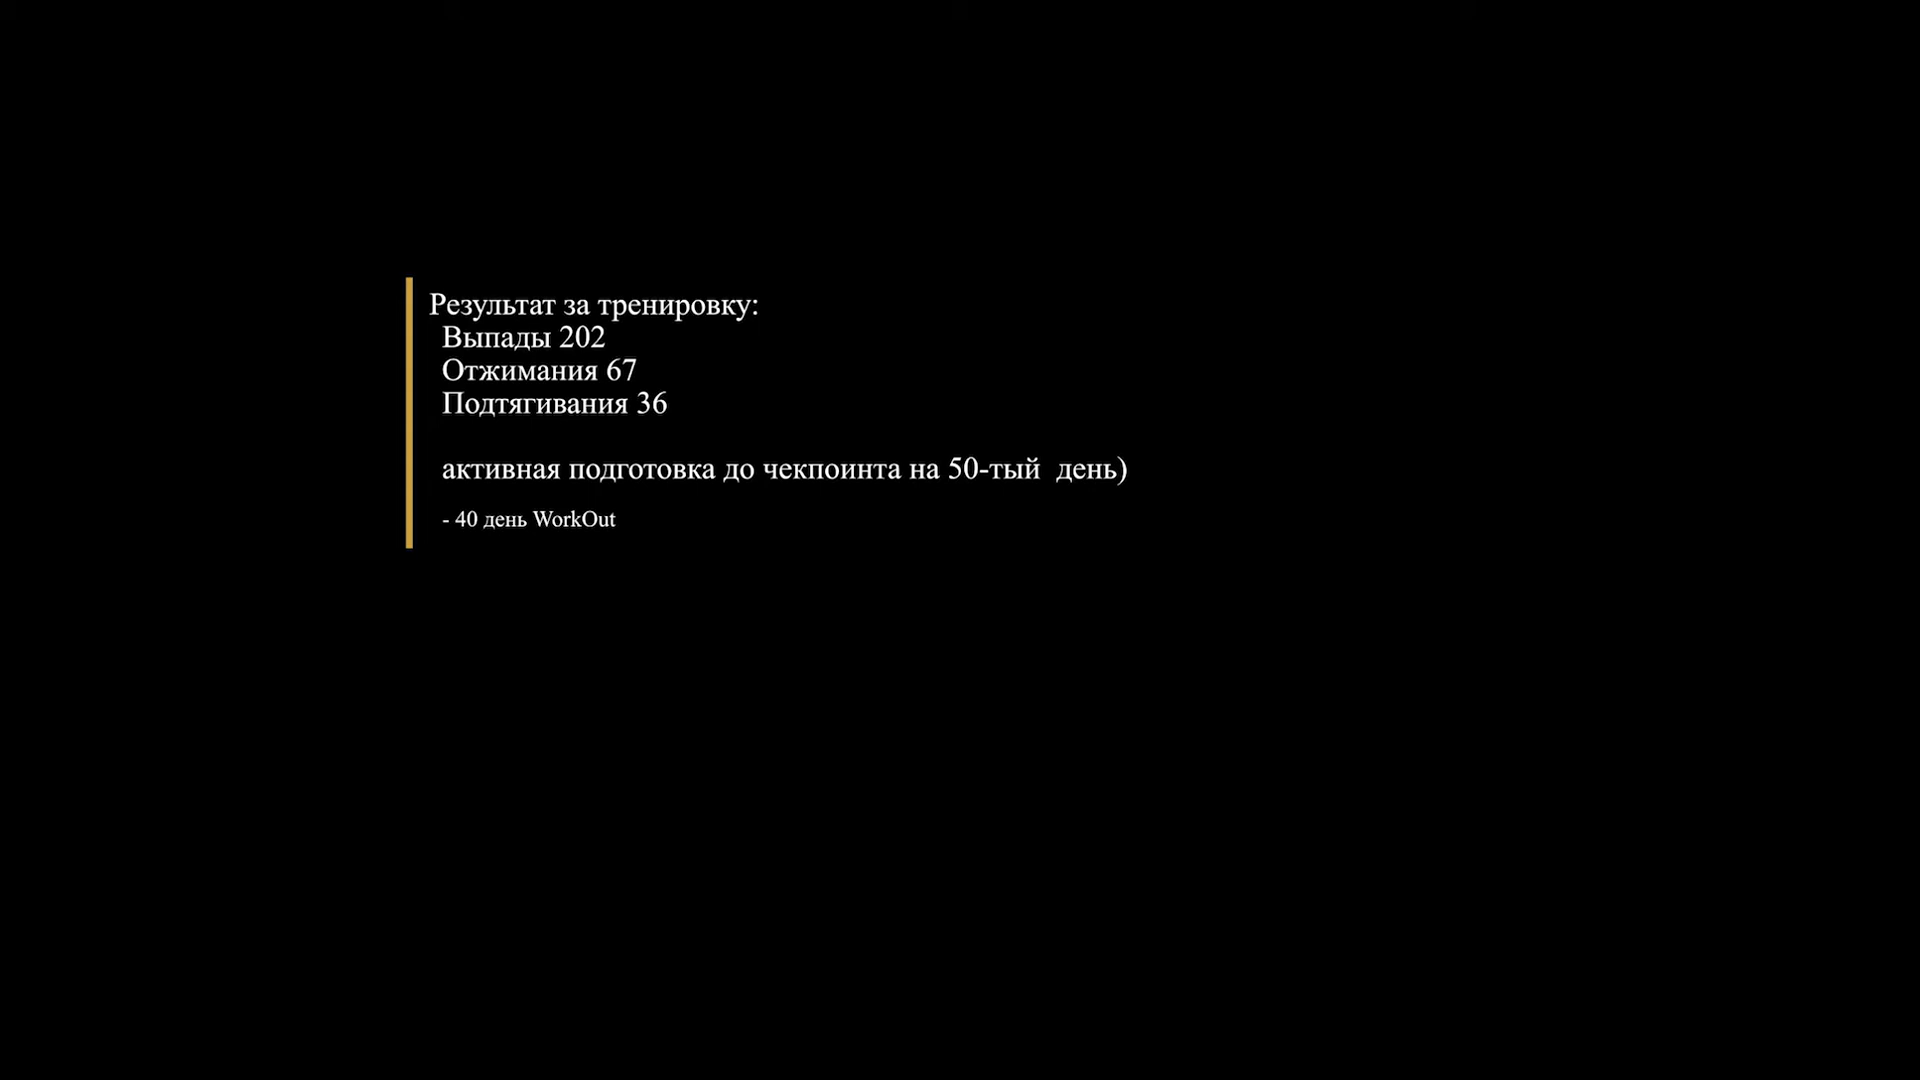 Результат за тренировку:
Выпады 202
Отжимания 67
Подтягивания 36
активная подготовка до чекпоинта на 50-тый  день)
- 40 день WorkOut